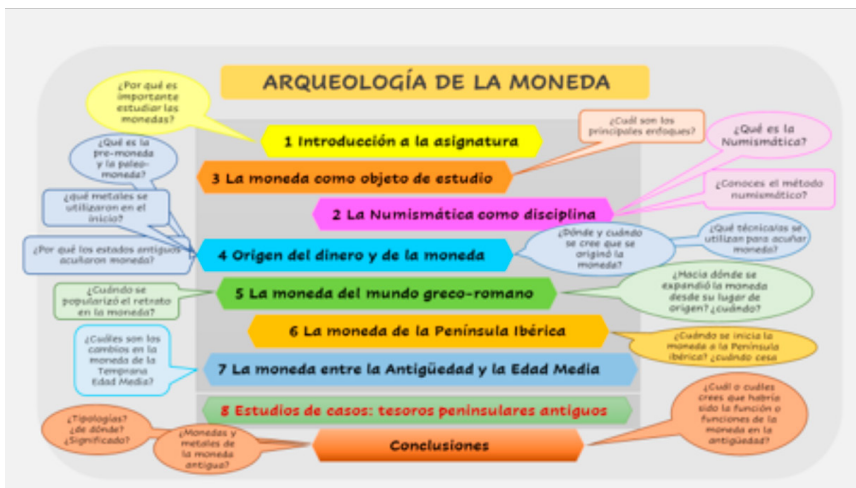 ARQUEOLOGÍA DE LA MONEDA
¿Por qué es
importante
estudiar las
monedas?
1 Introducción a la asignatura
¿Cuál son los
principales enfoques?
¿Qué es la
Numismática?
¿Qué es la
pre-moneda
y la paleo-
moneda?
3 La moneda como objeto de estudio
¿Conoces el método
numismático?
¿qué metales se
utilizaron en el
inicio?
2 La Numismática como disciplina
¿Por qué los estados antiguos
acuñaron moneda?
4 Origen del dinero y de la moneda
¿Dónde y cuándo
se cree que se
originó la
moneda?
¿Qué técnica/as se
utilizan para acuñar
moneda?
¿Cuándo se
popularizó el retrato
en la moneda?
5 La moneda del mundo greco-romano
¿Hacia dónde se
expandió la moneda
desde su lugar de
origen? ¿cuándo?
6 La moneda de la Península Ibérica
¿Cuándo se inicia la
moneda a la Península
ibérica? ¿cuándo cesa
¿Cuáles son los
cambios en la
moneda de la
Temprana
Edad Media?
7 La moneda entre la Antigüedad y la Edad Media
8 Estudios de casos: tesoros peninsulares antiguos
¿Cuál o cuáles
crees que habría
sido la función o
funciones de la
moneda en la
antigüedad?
¿Tipologías?
¿de dónde?
¿Significado?
¿Monedas y
metales de
la moneda
antigua?
Conclusiones